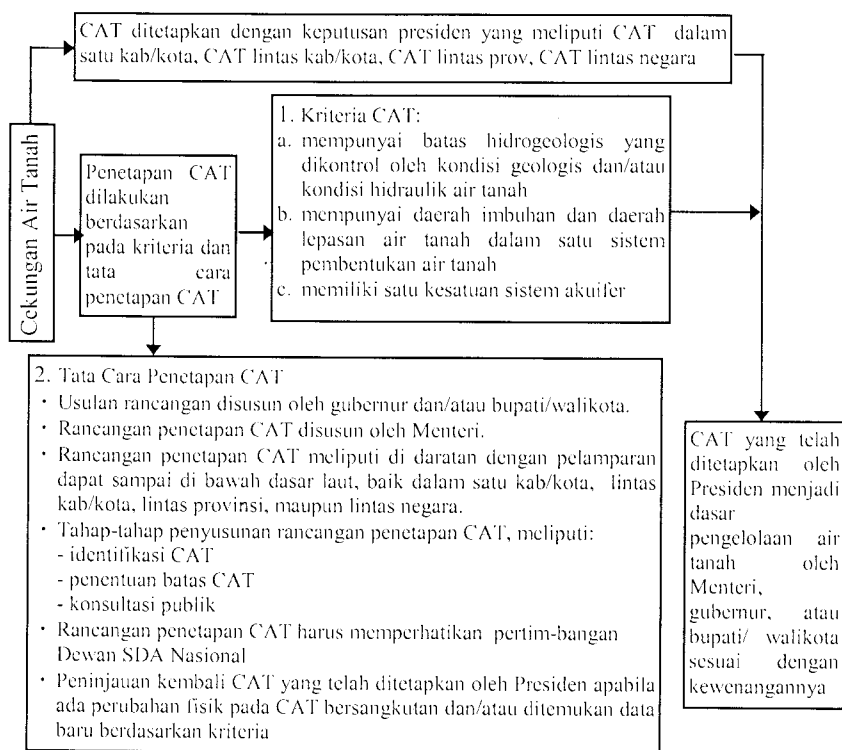 CAT ditetapkan dengan keputusan presiden yang meliputi CAT dalam
satu kab/kota, CAT lintas kab/kota, CAT lintas prov, CAT lintas negara
Cekungan Air Tanah
Penetapan CAT
dilakukan
berdasarkan
pada kriteria dan
tata cara
penetapan CAT
1. Kriteria CAT:
a. mempunyai batas hidrogeologis yang
dikontrol oleh kondisi geologis dan/atau
kondisi hidraulik air tanah
b. mempunyai daerah imbuhan dan daerah
lepasan air tanah dalam satu sistem
pembentukan air tanah
c. memiliki satu kesatuan sistem akuifer
2. Tata Cara Penetapan CAT
· Usulan rancangan disusun oleh gubernur dan/atau bupati/walikota.
· Rancangan penetapan CAT disusun oleh Menteri.
· Rancangan penetapan CAT meliputi di daratan dengan pelamparan
dapat sampai di bawah dasar laut, baik dalam satu kab/kota, lintas
kab/kota, lintas provinsi, maupun lintas negara.
· Tahap-tahap penyusunan rancangan penetapan CAT, meliputi:
- identifikasi CAT
- penentuan batas CAT
- konsultasi publik
· Rancangan penetapan CAT harus memperhatikan pertim-bangan
Dewan SDA Nasional
· Peninjauan kembali CAT yang telah ditetapkan oleh Presiden apabila
ada perubahan fisik pada CAT bersangkutan dan/atau ditemukan data
baru berdasarkan kriteria
CAT yang telah
ditetapkan oleh
Presiden menjadi
dasar
pengelolaan air
tanah oleh
Menteri,
gubernur, atau
bupati/ walikota
sesuai dengan
kewenangannya